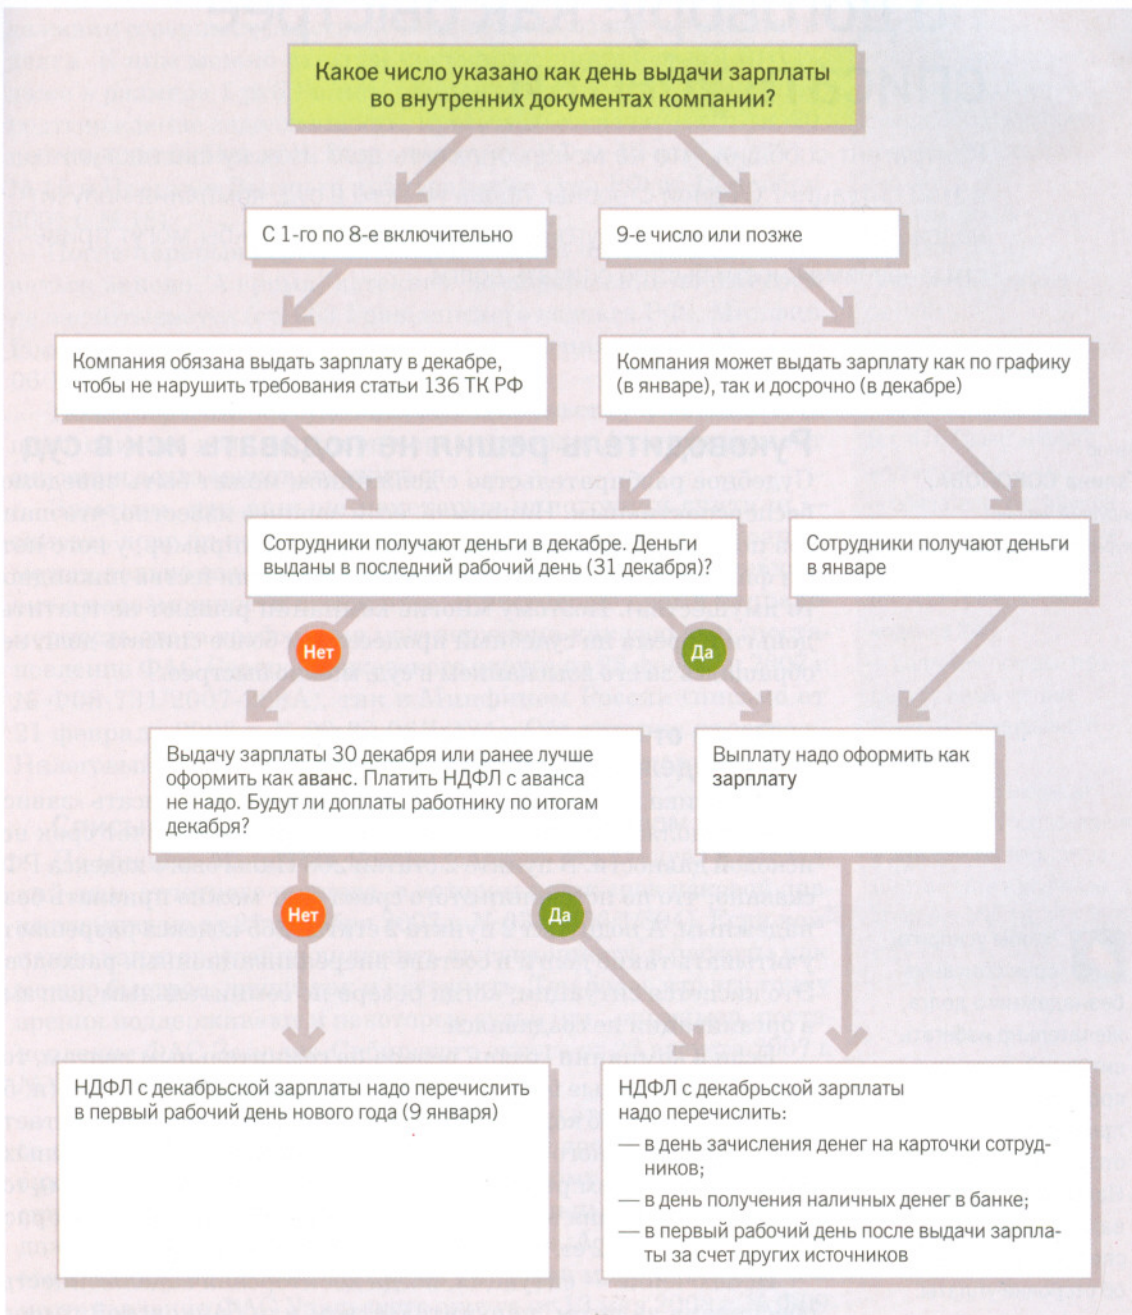 Какое число указано как день выдачи зарплаты
во внутренних документах компании?
С 1-го по 8-е включительно
9-е число или позже
Компания обязана выдать зарплату в декабре,
чтобы не нарушить требования статьи 136 ТК РФ
Компания может выдать зарплату как по графику
(в январе), так и досрочно (в декабре)
Сотрудники получают деньги в декабре. Деньги
выданы в последний рабочий день (31 декабря)?
Сотрудники получают деньги
в январе
Нет
Да
Выдачу зарплаты 30 декабря или ранее лучше
оформить как аванс. Платить НДФЛ с аванса
не надо. Будут ли доплаты работнику по итогам
декабря?
Выплату надо оформить как
зарплату
Нет
Да
НДФЛ с декабрьской зарплаты надо перечислить
в первый рабочий день нового года (9 января)
НДФЛ с декабрьской зарплаты
надо перечислить:
— в день зачисления денег на карточки сотруд-
ников;
— в день получения наличных денег в банке;
— в первый рабочий день после выдачи зарпла-
ты за счет других источников